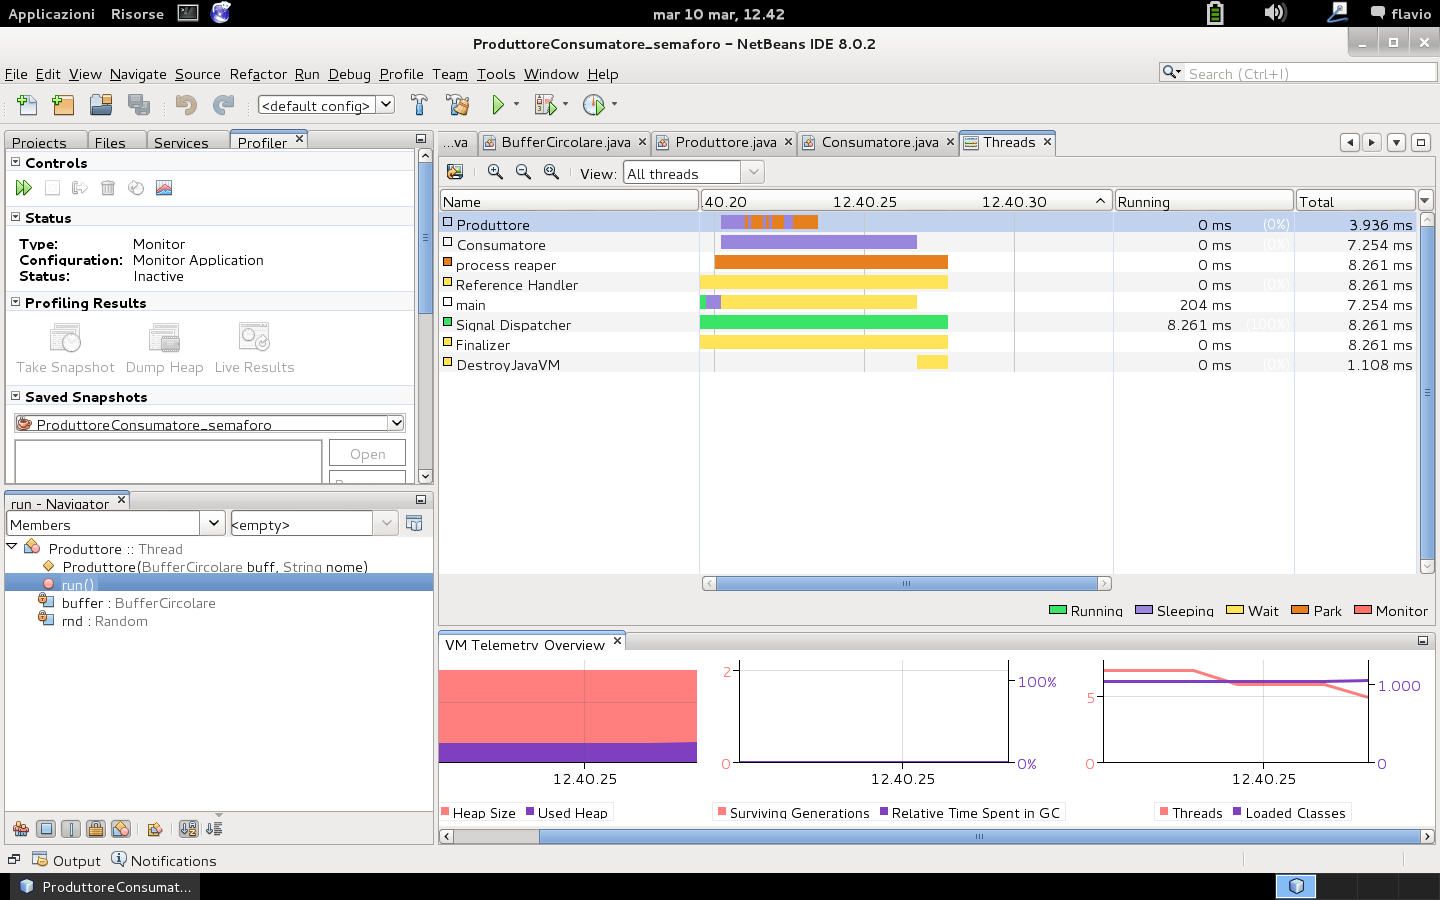 Applicazioni Risorse mar 10 mar, 12.42 flavio
ProduttoreConsumatore_semaforo – NetBeans IDE 8.0.2
File Edit View Navigate Source Refactor Run Debug Profile Team Tools Window Help Search (Ctrl+I)
<default config>
Projects Files Services Profiler
...va BufferCircolare.java Produttore.java Consumatore.java Threads
Controls
View: All threads
Name .40.20 12.40.25 12.40.30 Running Total
Status
Type: Monitor
Configuration: Monitor Application
Status: Inactive
Profiling Results
Take Snapshot Dump Heap Live Results
Saved Snapshots
ProduttoreConsumatore_semaforo
Open
Produttore 0 ms (0%) 3.936 ms
Consumatore 0 ms (0%) 7.254 ms
process reaper 0 ms 8.261 ms
Reference Handler 0 ms (0%) 8.261 ms
main 204 ms 7.254 ms
Signal Dispatcher 8.261 ms (100%) 8.261 ms
Finalizer 0 ms 8.261 ms
DestroyJavaVM 0 ms (0%) 1.108 ms
Running Sleeping Wait Park Monitor
run - Navigator
Members <empty>
Produttore :: Thread
Produttore(BufferCircolare buff, String nome)
run()
buffer : BufferCircolare
rnd : Random
VM Telemetry Overview
12.40.25
Heap Size Used Heap
2 100%
0 0%
12.40.25
Surviving Generations Relative Time Spent in GC
5 1.000
0 0
12.40.25
Threads Loaded Classes
Output Notifications
ProduttoreConsumat...